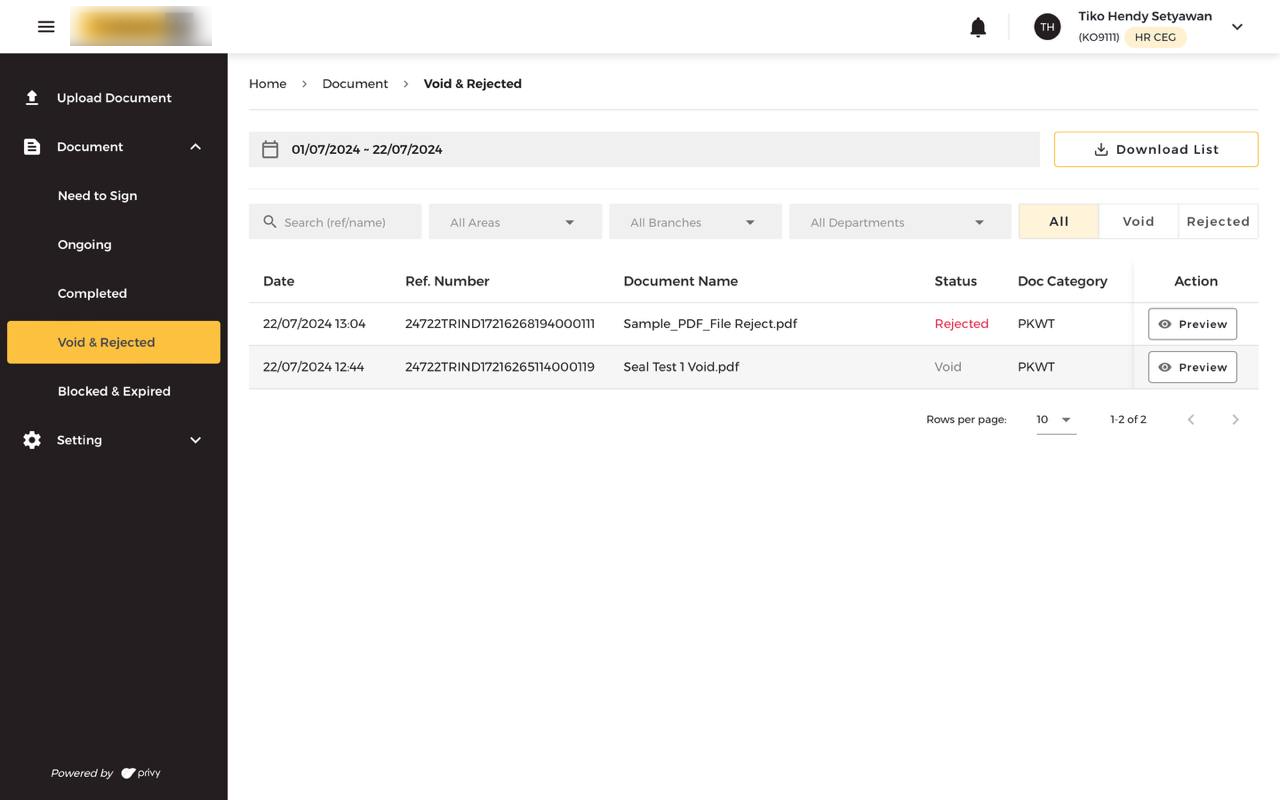 TH
Tiko Hendy Setyawan
(KO9111) HR CEG
Upload Document
Document
Need to Sign
Ongoing
Completed
Void & Rejected
Blocked & Expired
Setting
Powered by privy
Home > Document > Void & Rejected
01/07/2024 ~ 22/07/2024
Download List
Search (ref/name) All Areas All Branches All Departments All Void Rejected
Date Ref. Number Document Name Status Doc Category Action
22/07/2024 13:04 24722TRIND17216268194000111 Sample_PDF_File Reject.pdf Rejected PKWT Preview
22/07/2024 12:44 24722TRIND17216265114000119 Seal Test 1 Void.pdf Void PKWT Preview
Rows per page: 10 1-2 of 2